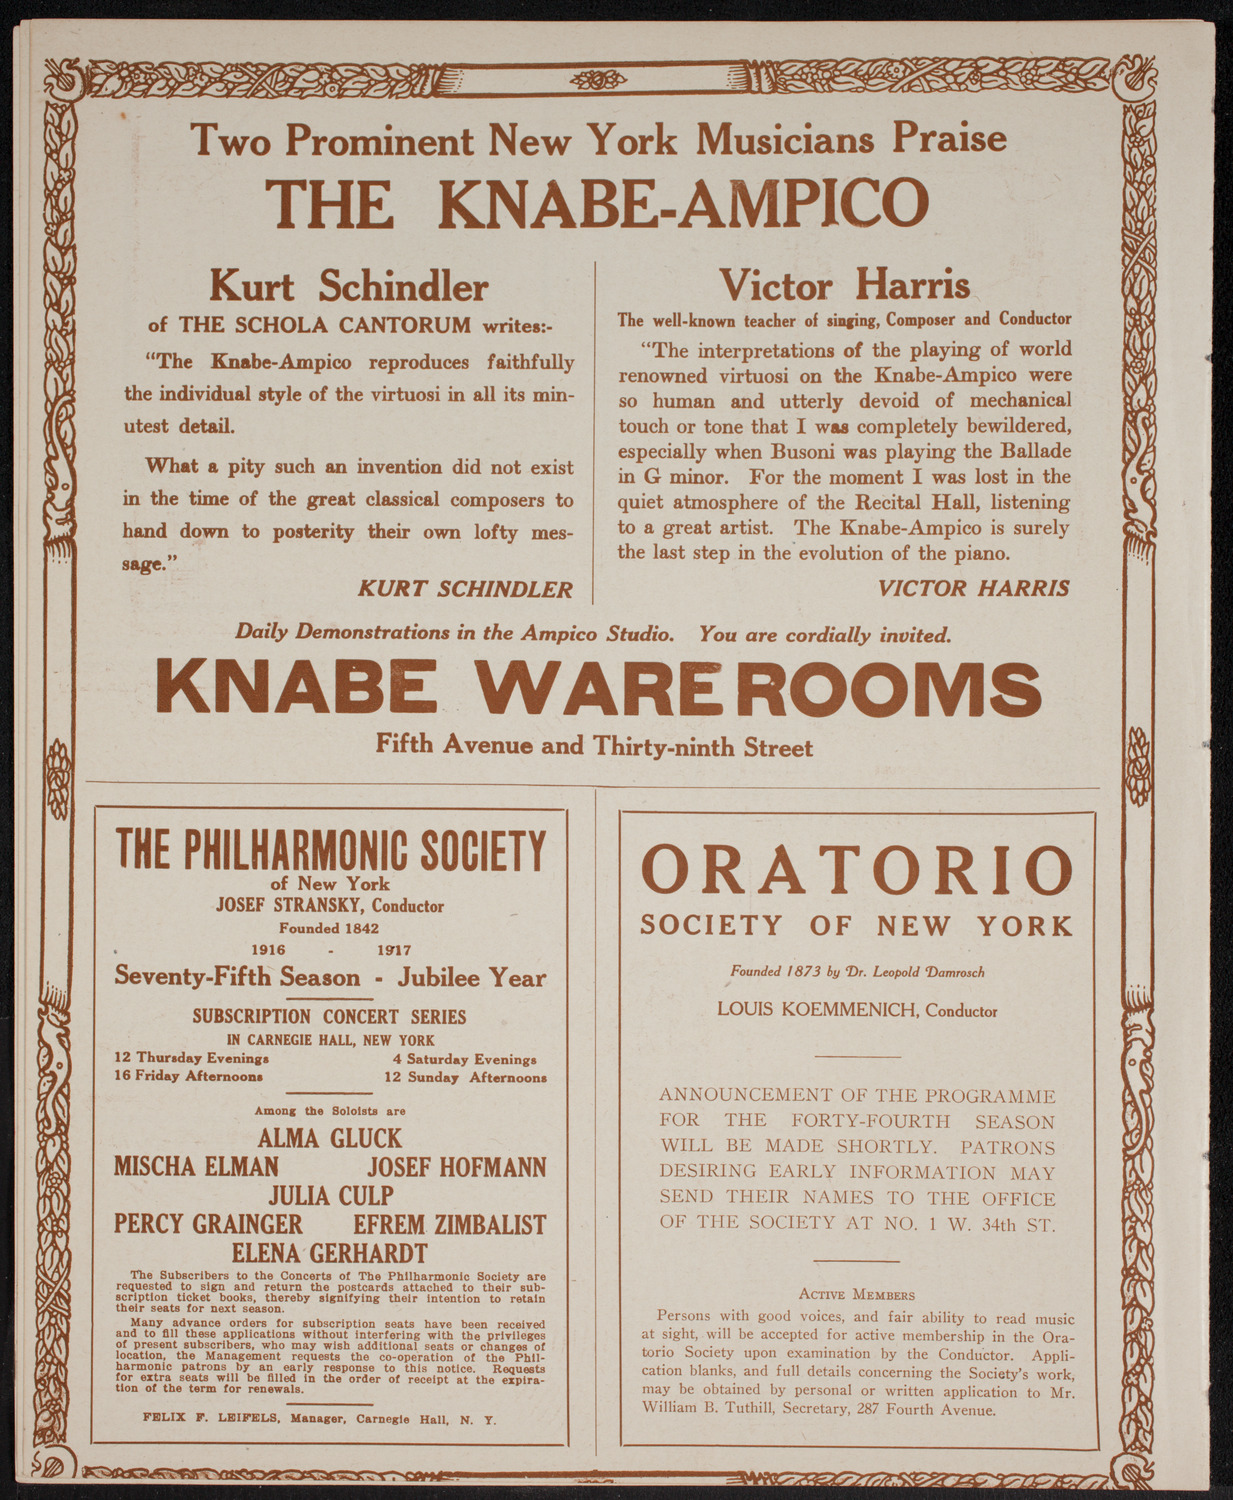 Two Prominent New York Musicians Praise
THE KNABE-AMPICO
Kurt Schindler
of THE SCHOLA CANTORUM writes:-
"The Knabe-Ampico reproduces faithfully
the individual style of the virtuosi in all its min-
utest detail.
What a pity such an invention did not exist
in the time of the great classical composers to
hand down to posterity their own lofty mes-
sage."
KURT SCHINDLER
Victor Harris
The well-known teacher of singing, Composer and Conductor
"The interpretations of the playing of world
renowned virtuosi on the Knabe-Ampico were
so human and utterly devoid of mechanical
touch or tone that I was completely bewildered,
especially when Busoni was playing the Ballade
in G minor. For the moment I was lost in the
quiet atmosphere of the Recital Hall, listening
to a great artist. The Knabe-Ampico is surely
the last step in the evolution of the piano.
VICTOR HARRIS
Daily Demonstrations in the Ampico Studio. You are cordially invited.
KNABE WAREROOMS
Fifth Avenue and Thirty-ninth Street
THE PHILHARMONIC SOCIETY
of New York
JOSEF STRANSKY, Conductor
Founded 1842
1916 - 1917
Seventy-Fifth Season - Jubilee Year
SUBSCRIPTION CONCERT SERIES
IN CARNEGIE HALL, NEW YORK
12 Thursday Evenings 4 Saturday Evenings
16 Friday Afternoons 12 Sunday Afternoons
Among the Soloists are
ALMA GLUCK
MISCHA ELMAN JOSEF HOFMANN
JULIA CULP
PERCY GRAINGER EFREM ZIMBALIST
ELENA GERHARDT
The Subscribers to the Concerts of The Philharmonic Society are
requested to sign and return the postcards attached to their sub-
scription ticket books, thereby signifying their intention to retain
their seats for next season.
Many advance orders for subscription seats have been received
and to fill these applications without interfering with the privileges
of present subscribers, who may wish additional seats or changes of
location, the Management requests the co-operation of the Phil-
harmonic patrons by an early response to this notice. Requests
for extra seats will be filled in the order of receipt at the expira-
tion of the term for renewals.
FELIX F. LEIFELS, Manager, Carnegie Hall, N. Y.
ORATORIO
SOCIETY OF NEW YORK
Founded 1873 by Dr. Leopold Damrosch
LOUIS KOEMMENICH, Conductor
ANNOUNCEMENT OF THE PROGRAMME
FOR THE FORTY-FOURTH SEASON
WILL BE MADE SHORTLY. PATRONS
DESIRING EARLY INFORMATION MAY
SEND THEIR NAMES TO THE OFFICE
OF THE SOCIETY AT NO. 1 W. 34th ST.
ACTIVE MEMBERS
Persons with good voices, and fair ability to read music
at sight, will be accepted for active membership in the Ora-
torio Society upon examination by the Conductor. Appli-
cation blanks, and full details concerning the Society's work,
may be obtained by personal or written application to Mr.
William B. Tuthill, Secretary, 287 Fourth Avenue.